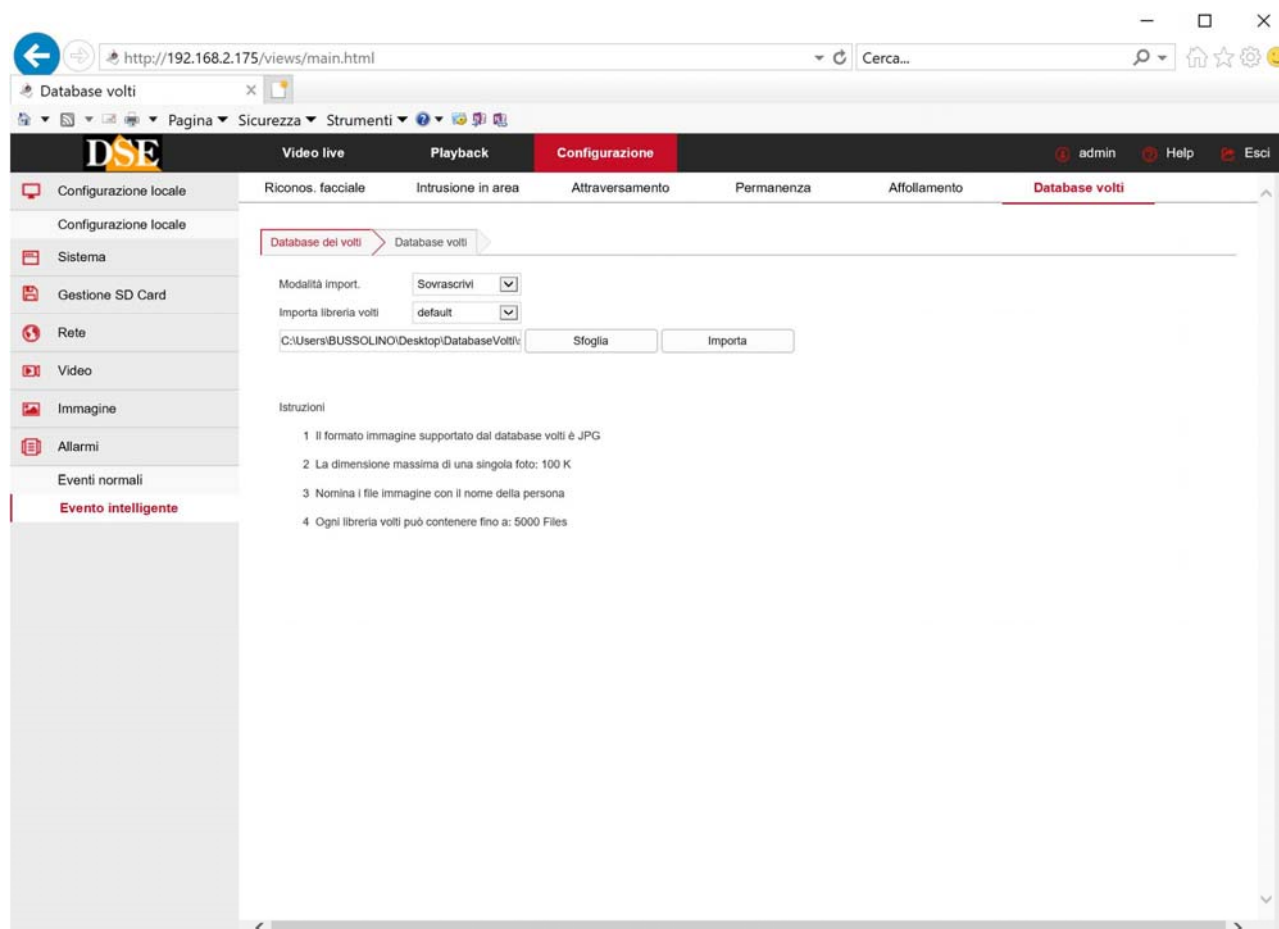 http://192.168.2.175/views/main.html Cerca...
Database volti
Pagina Sicurezza Strumenti
DSE Video live Playback Configurazione admin Help Esci
Configurazione locale Riconos. facciale Intrusione in area Attraversamento Permanenza Affollamento Database volti
Configurazione locale
Database dei volti Database volti
Sistema
Modalità import. Sovrascrivi
Gestione SD Card
Importa libreria volti default
Rete
C:\Users\BUSSOLINO\Desktop\DatabaseVolti\ Sfoglia Importa
Video
Immagine
Istruzioni
1 Il formato immagine supportato dal database volti è JPG
Allarmi
2 La dimensione massima di una singola foto: 100 K
Eventi normali
3 Nomina i file immagine con il nome della persona
Evento intelligente
4 Ogni libreria volti può contenere fino a: 5000 Files